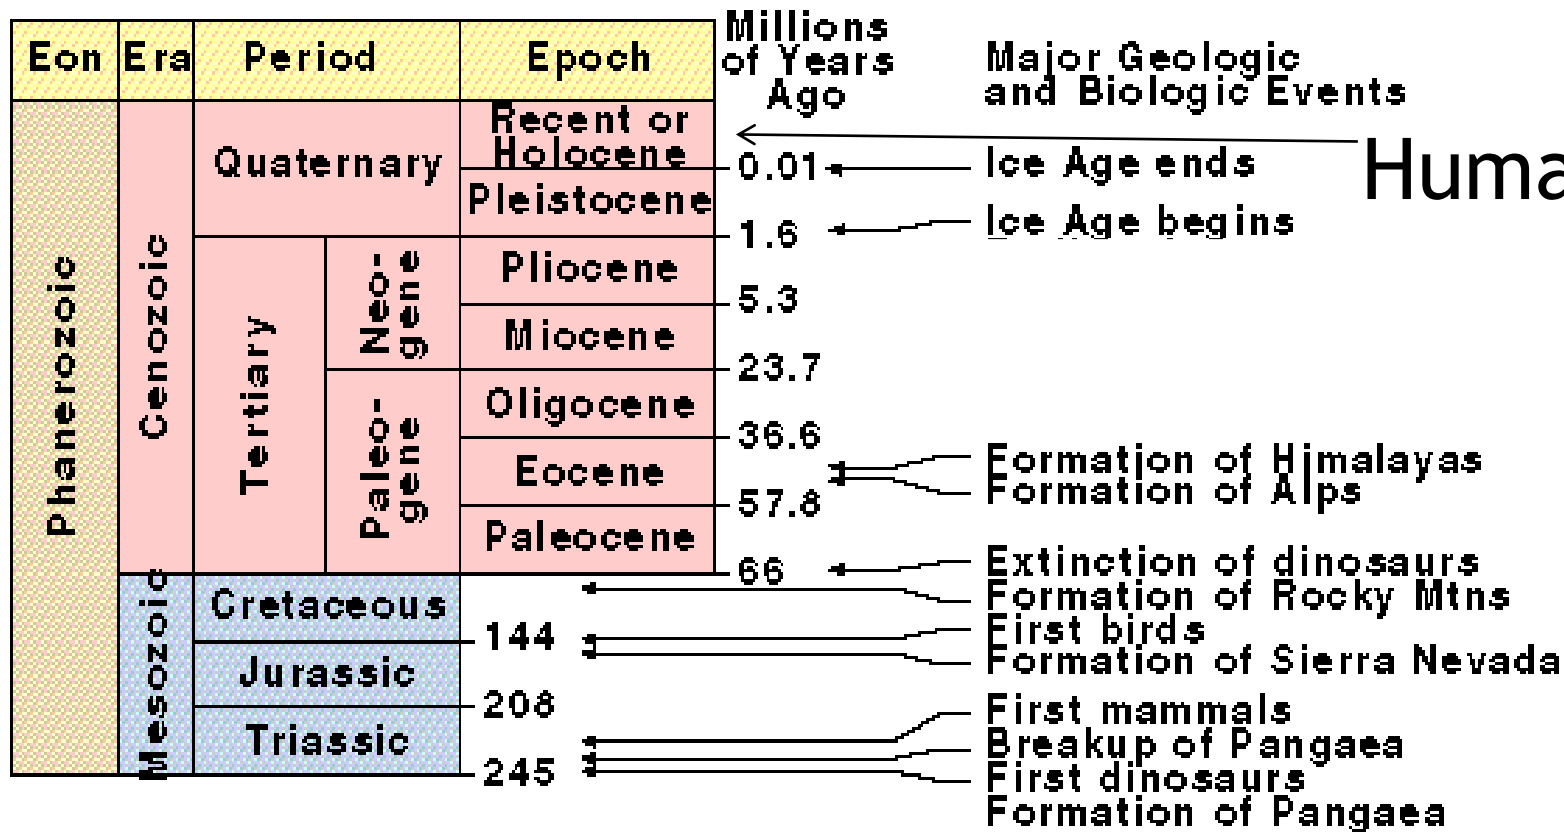 Eon Era Period Epoch
Millions
of Years
Ago
Major Geologic
and Biologic Events
Phanerozoic
Cenozoic
Quaternary
Recent or
Holocene
0.01
Ice Age ends
Huma
Pleistocene
1.6
Ice Age begins
Tertiary
Neo-
gene
Pliocene
5.3
Miocene
23.7
Paleo-
gene
Oligocene
36.6
Eocene
Formation of Himalayas
Formation of Alps
57.8
Paleocene
66
Extinction of dinosaurs
Mesozoic
Cretaceous
Formation of Rocky Mtns
144
First birds
Jurassic
Formation of Sierra Nevada
208
Triassic
First mammals
Breakup of Pangaea
245
First dinosaurs
Formation of Pangaea